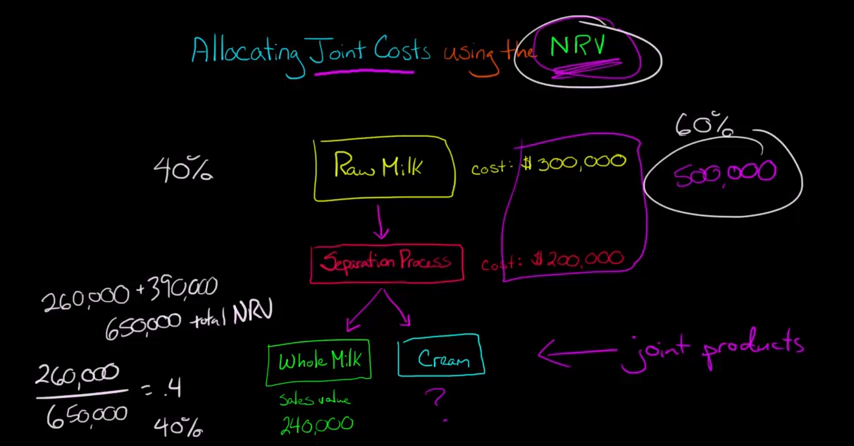 Allocating Joint Costs using the NRV
60%
40%
Raw Milk
cost: $300,000
500,000
Separation Process
cost: $200,000
260,000 + 390,000
650,000 total NRV
Whole Milk
Cream
joint products
260,000
650,000
= .4
40%
sales value
240,000
?